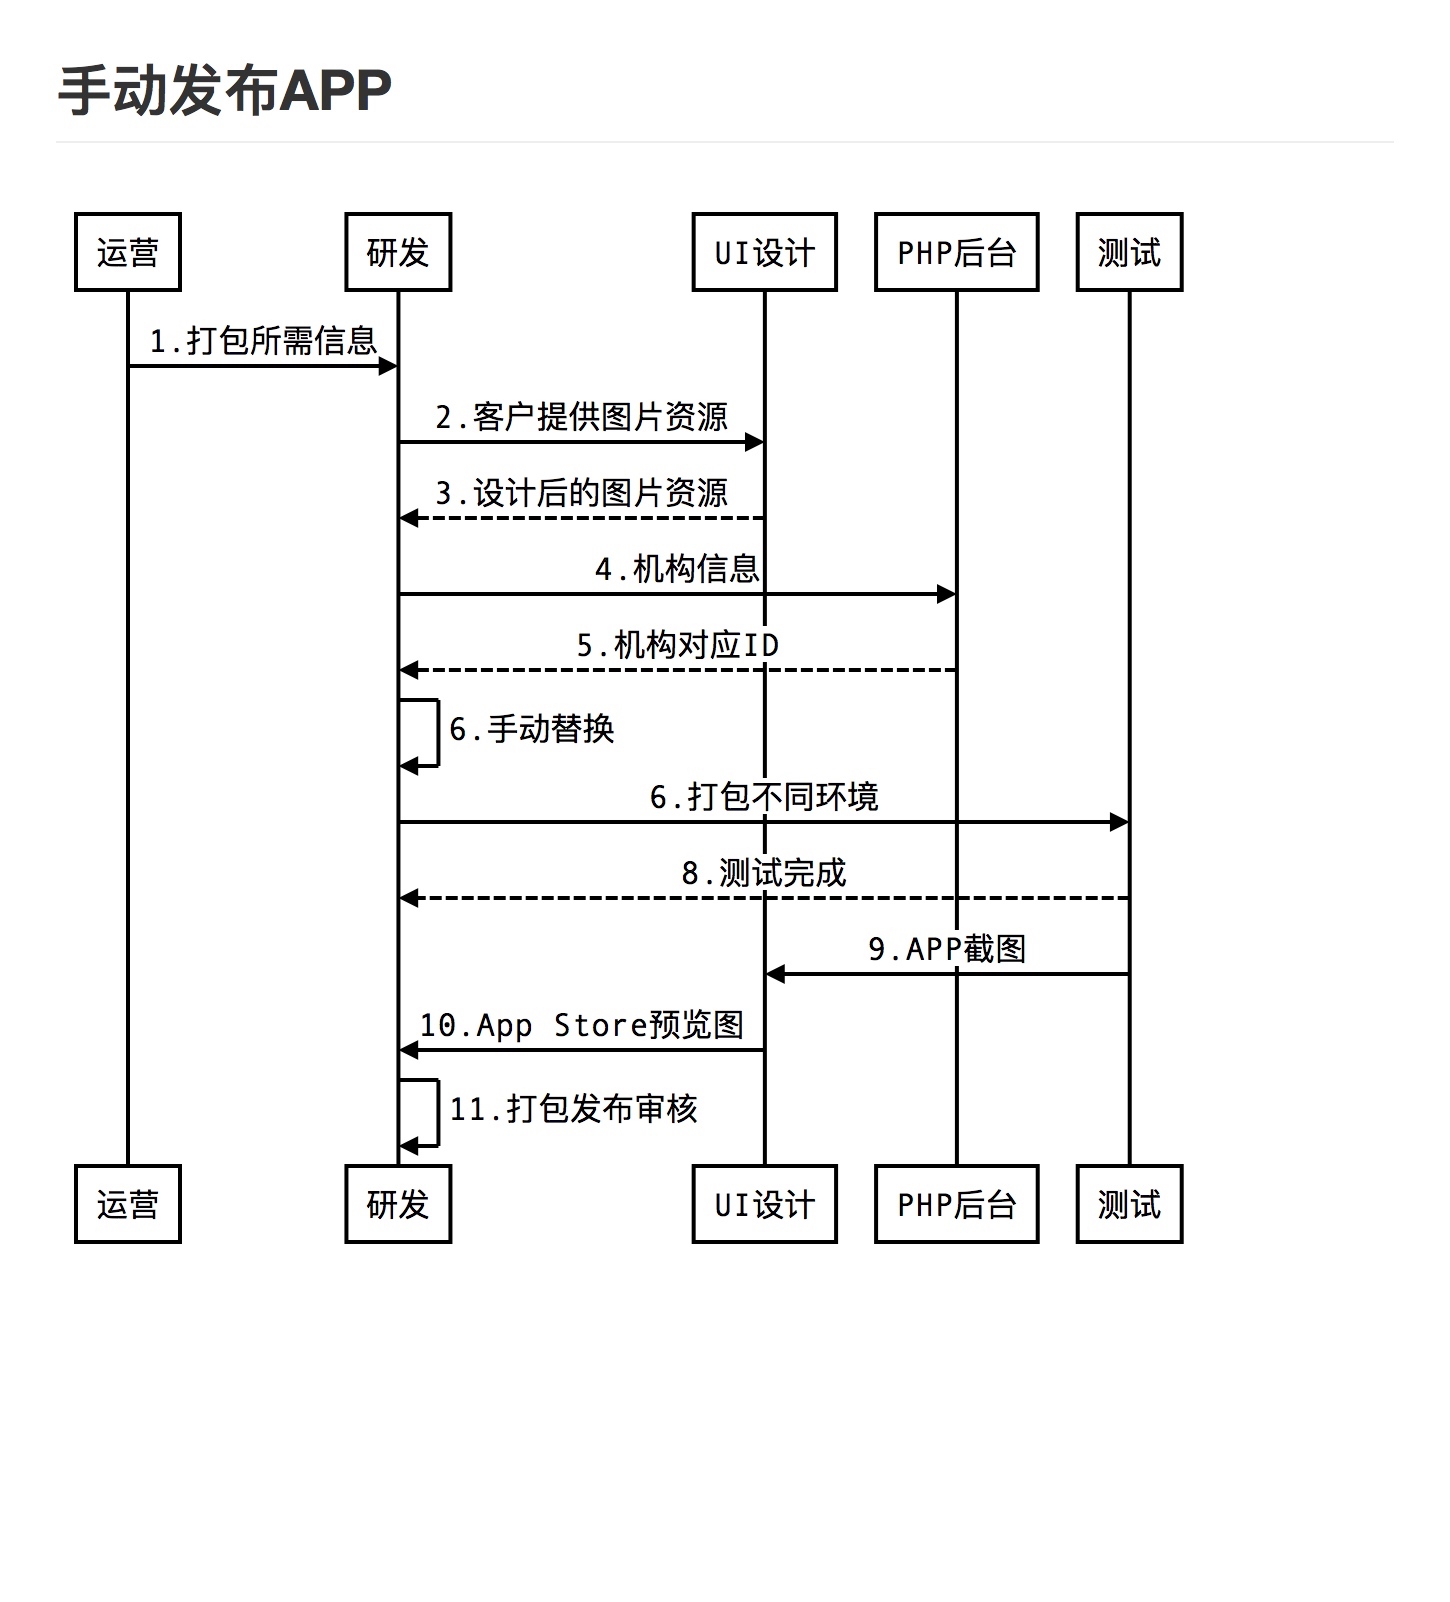 手动发布APP
运营
研发
UI设计
PHP后台
测试
1.打包所需信息
2.客户提供图片资源
3.设计后的图片资源
4.机构信息
5.机构对应ID
6.手动替换
6.打包不同环境
8.测试完成
9.APP截图
10.App Store预览图
11.打包发布审核
运营
研发
UI设计
PHP后台
测试